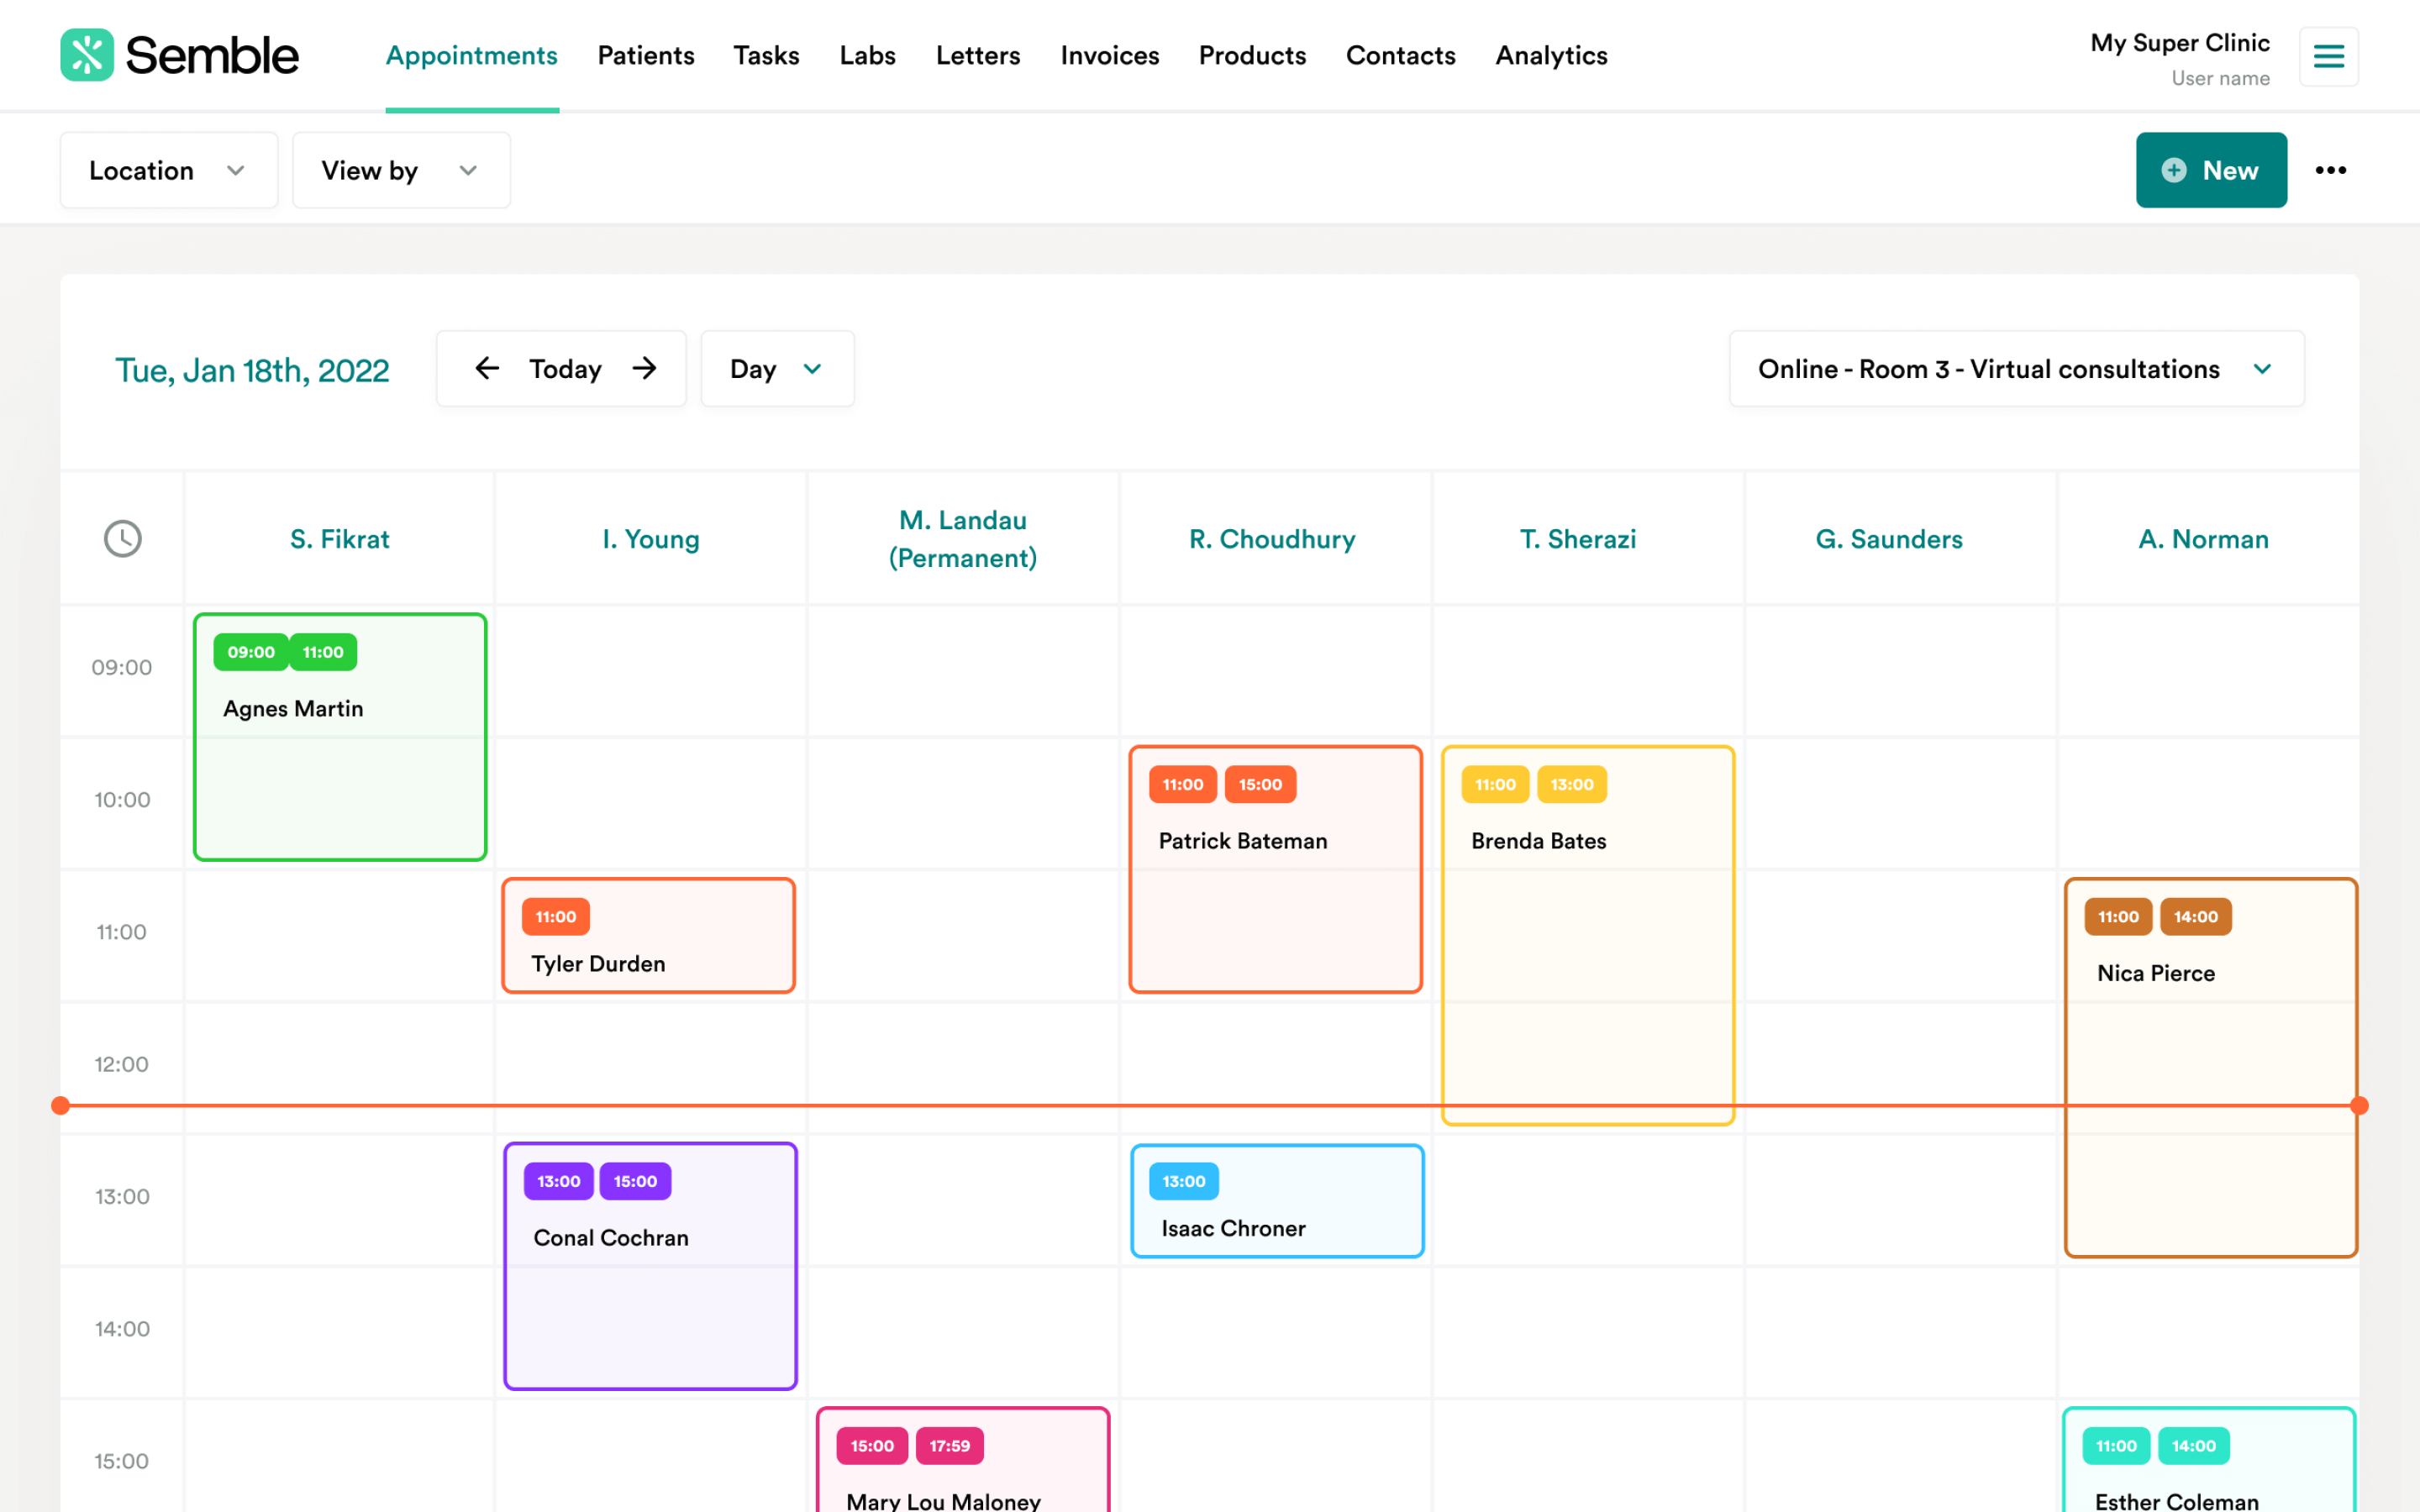 Semble
Appointments Patients Tasks Labs Letters Invoices Products Contacts Analytics
My Super Clinic
User name
Location View by New
Tue, Jan 18th, 2022 Today Day Online - Room 3 - Virtual consultations
S. Fikrat I. Young M. Landau (Permanent) R. Choudhury T. Sherazi G. Saunders A. Norman
09:00
09:00 11:00
Agnes Martin
10:00
11:00 15:00
Patrick Bateman
11:00 13:00
Brenda Bates
11:00
11:00
Tyler Durden
11:00 14:00
Nica Pierce
12:00
13:00
13:00 15:00
Conal Cochran
13:00
Isaac Chroner
14:00
15:00
15:00 17:59
Mary Lou Maloney
11:00 14:00
Esther Coleman